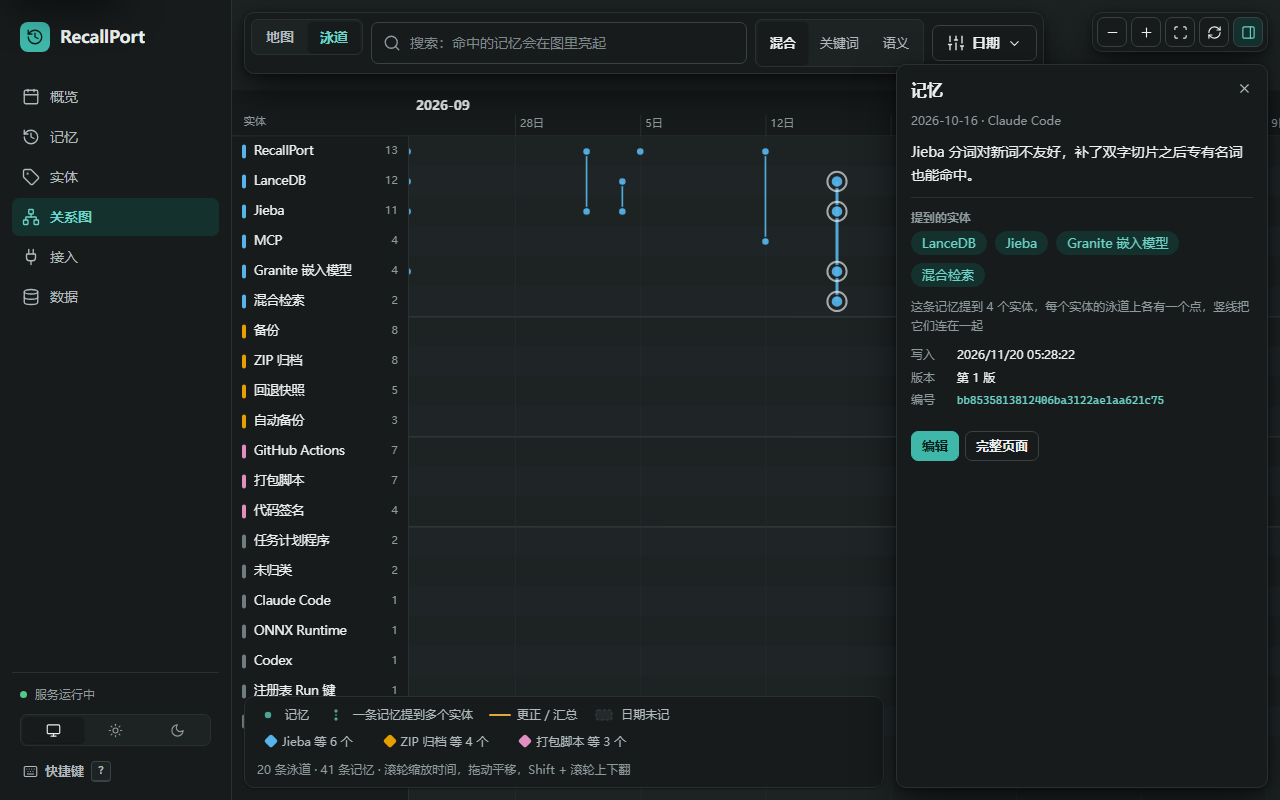 RecallPort
概览
记忆
实体
关系图
接入
数据
服务运行中
快捷键 ?
地图 泳道
搜索：命中的记忆会在图里亮起
混合 关键词 语义
日期
2026-09
实体
28日 5日 12日
RecallPort 13
LanceDB 12
Jieba 11
MCP 4
Granite 嵌入模型 4
混合检索 2
备份 8
ZIP 归档 8
回退快照 5
自动备份 3
GitHub Actions 7
打包脚本 7
代码签名 4
任务计划程序 2
未归类 2
Claude Code 1
ONNX Runtime 1
Codex 1
注册表 Run 键 1
记忆 一条记忆提到多个实体 更正 / 汇总 日期未记
Jieba 等 6 个 ZIP 归档 等 4 个 打包脚本 等 3 个
20 条泳道 · 41 条记忆 · 滚轮缩放时间，拖动平移，Shift + 滚轮上下翻
记忆
2026-10-16 · Claude Code
Jieba 分词对新词不友好，补了双字切片之后专有名词
也能命中。
提到的实体
LanceDB Jieba Granite 嵌入模型
混合检索
这条记忆提到 4 个实体，每个实体的泳道上各有一个点，竖线把
它们连在一起
写入 2026/11/20 05:28:22
版本 第 1 版
编号 bb8535813812406ba3122ae1aa621c75
编辑 完整页面